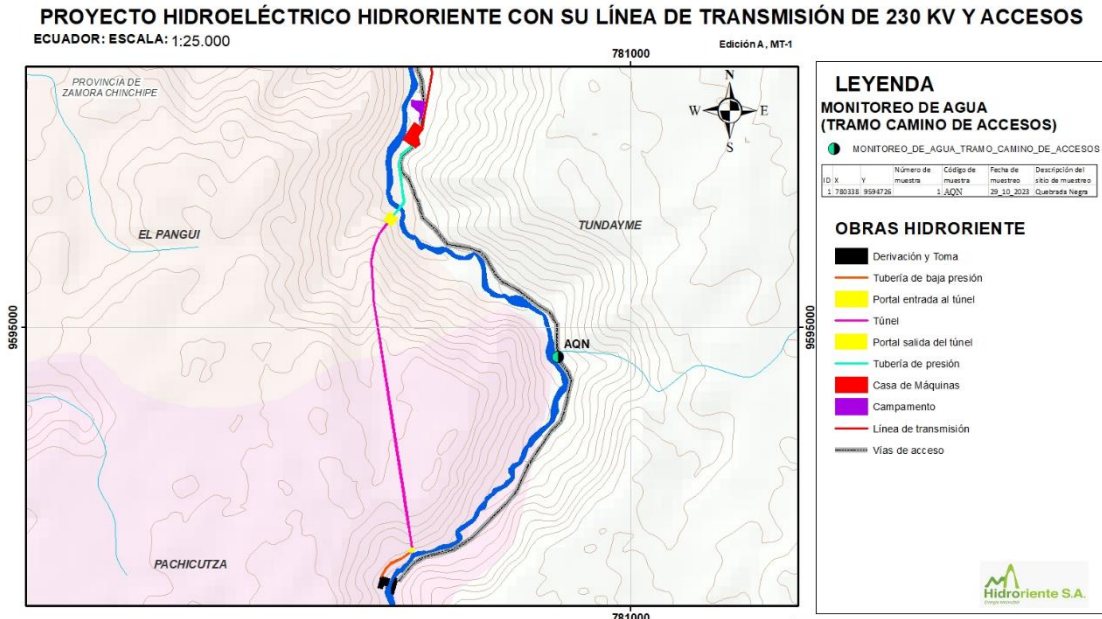 PROYECTO HIDROELÉCTRICO HIDRORIENTE CON SU LÍNEA DE TRANSMISIÓN DE 230 KV Y ACCESOS
ECUADOR: ESCALA: 1:25.000
Edición A, MT-1
781000
PROVINCIA DE
ZAMORA CHINCHIPE
N
W E
S
EL PANGUI
TUNDAYME
9595000
9595000
AQN
PACHICUTZA
781000
LEYENDA
MONITOREO DE AGUA
(TRAMO CAMINO DE ACCESOS)
MONITOREO_DE_AGUA_TRAMO_CAMINO_DE_ACCESOS
ID X Y Número de muestra Código de muestra Fecha de muestreo Descripción del sitio de muestreo
1 780338 9594726 1 AQN 29_10_2023 Quebrada Negra
OBRAS HIDRORIENTE
Derivación y Toma
Tubería de baja presión
Portal entrada al túnel
Túnel
Portal salida del túnel
Tubería de presión
Casa de Máquinas
Campamento
Línea de transmisión
Vías de acceso
Hidroriente S.A.